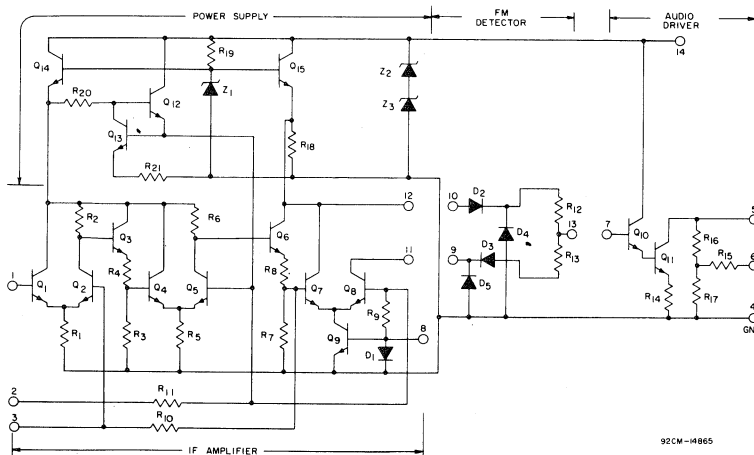 POWER SUPPLY
FM
DETECTOR
AUDIO
DRIVER
Q14
R19
Q15
Z2
14
Z1
R20
Q12
Z3
Q13
R18
R21
R2
R6
12
10
D2
R12
5
Q3
Q6
7
Q10
R16
D4
13
11
R4
R8
9
D3
R13
Q11
R15
6
1
Q1
Q2
Q4
Q5
Q7
Q8
D5
R14
R17
R9
4
R1
R3
R5
R7
Q9
8
GN
D1
2
R11
3
R10
IF AMPLIFIER
92CM-14865